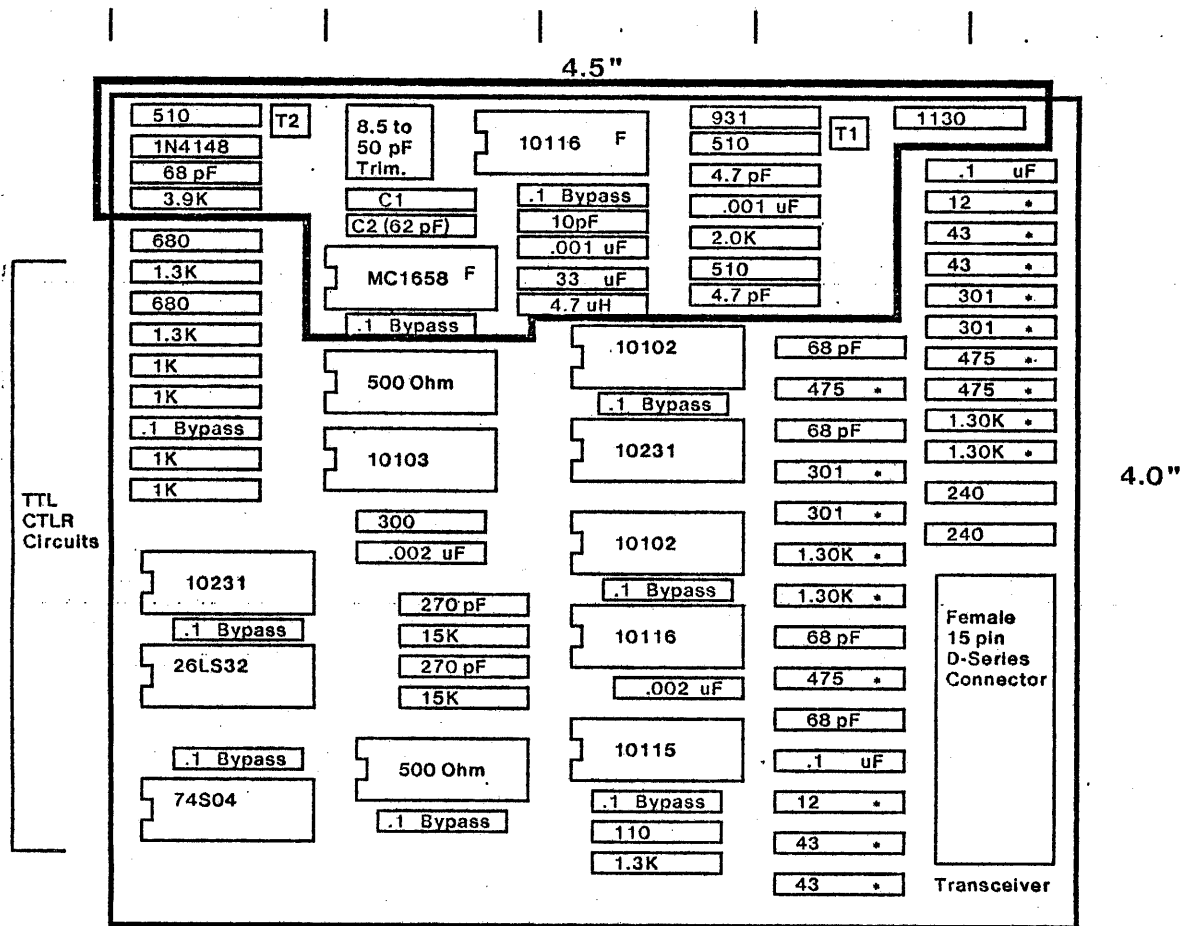 4.5"
510
T2
8.5 to
50 pF
Trim.
10116 F
931
T1
1130
510
1N4148
68 pF
3.9K
C1
C2 (62 pF)
.1 Bypass
10pF
.001 uF
33 uF
4.7 uH
4.7 pF
.001 uF
2.0K
510
4.7 pF
MC1658 F
.1 Bypass
680
1.3K
680
1.3K
1K
1K
.1 Bypass
1K
1K
TTL
CTLR
Circuits
500 Ohm
10103
300
.002 uF
10231
.1 Bypass
26LS32
.1 Bypass
74S04
270 pF
15K
270 pF
15K
500 Ohm
.1 Bypass
10102
.1 Bypass
10231
10102
.1 Bypass
10116
.002 uF
10115
.1 Bypass
110
1.3K
68 pF
475 *
68 pF
301 *
301 *
1.30K *
1.30K *
68 pF
475 *
68 pF
.1 uF
12 *
43 *
43 *
.1 uF
12 *
43 *
43 *
301 *
301 *
475 *
475 *
1.30K *
1.30K *
240
240
Female
15 pin
D-Series
Connector
Transceiver
4.0"